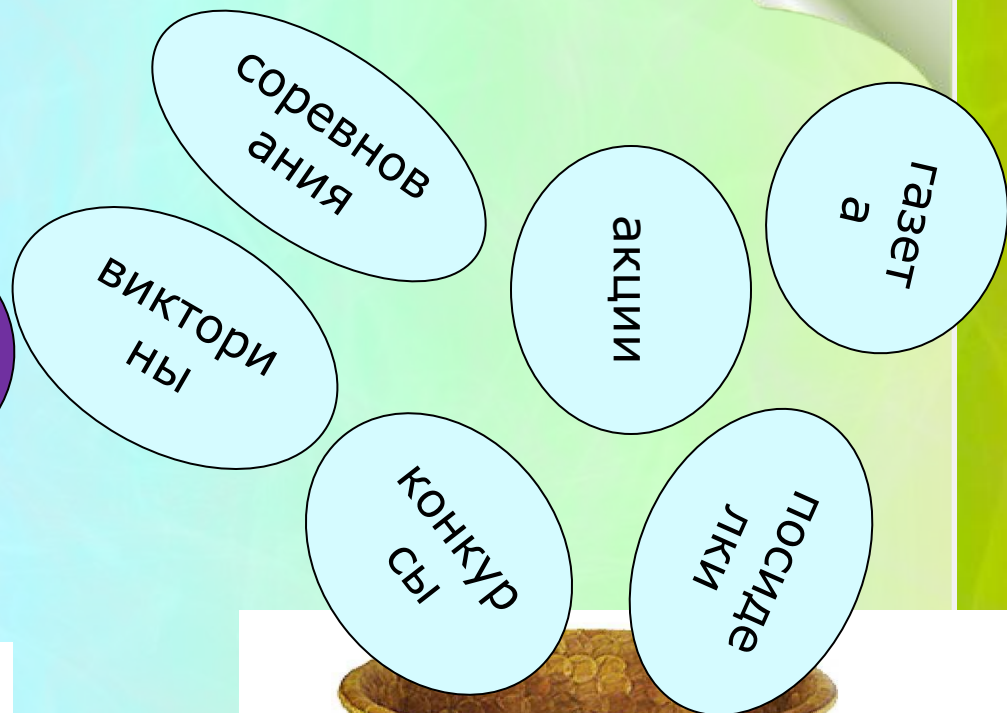 соревнов
ания
газет
а
акции
виктори
ны
конкур
сы
посиде
лки